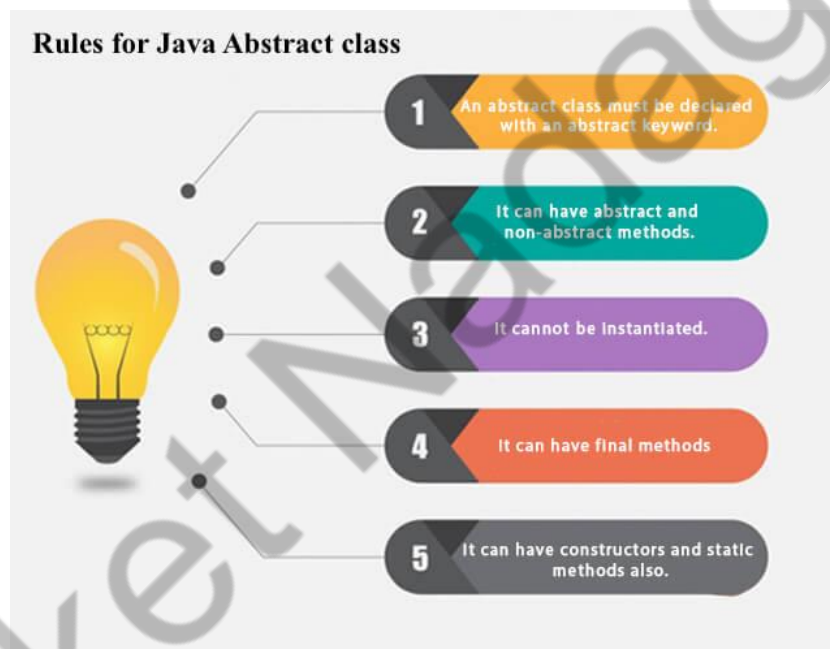 Rules for Java Abstract class
1
An abstract class must be declared
with an abstract keyword.
2
It can have abstract and
non-abstract methods.
3
It cannot be instantiated.
4
It can have final methods
5
It can have constructors and static
methods also.